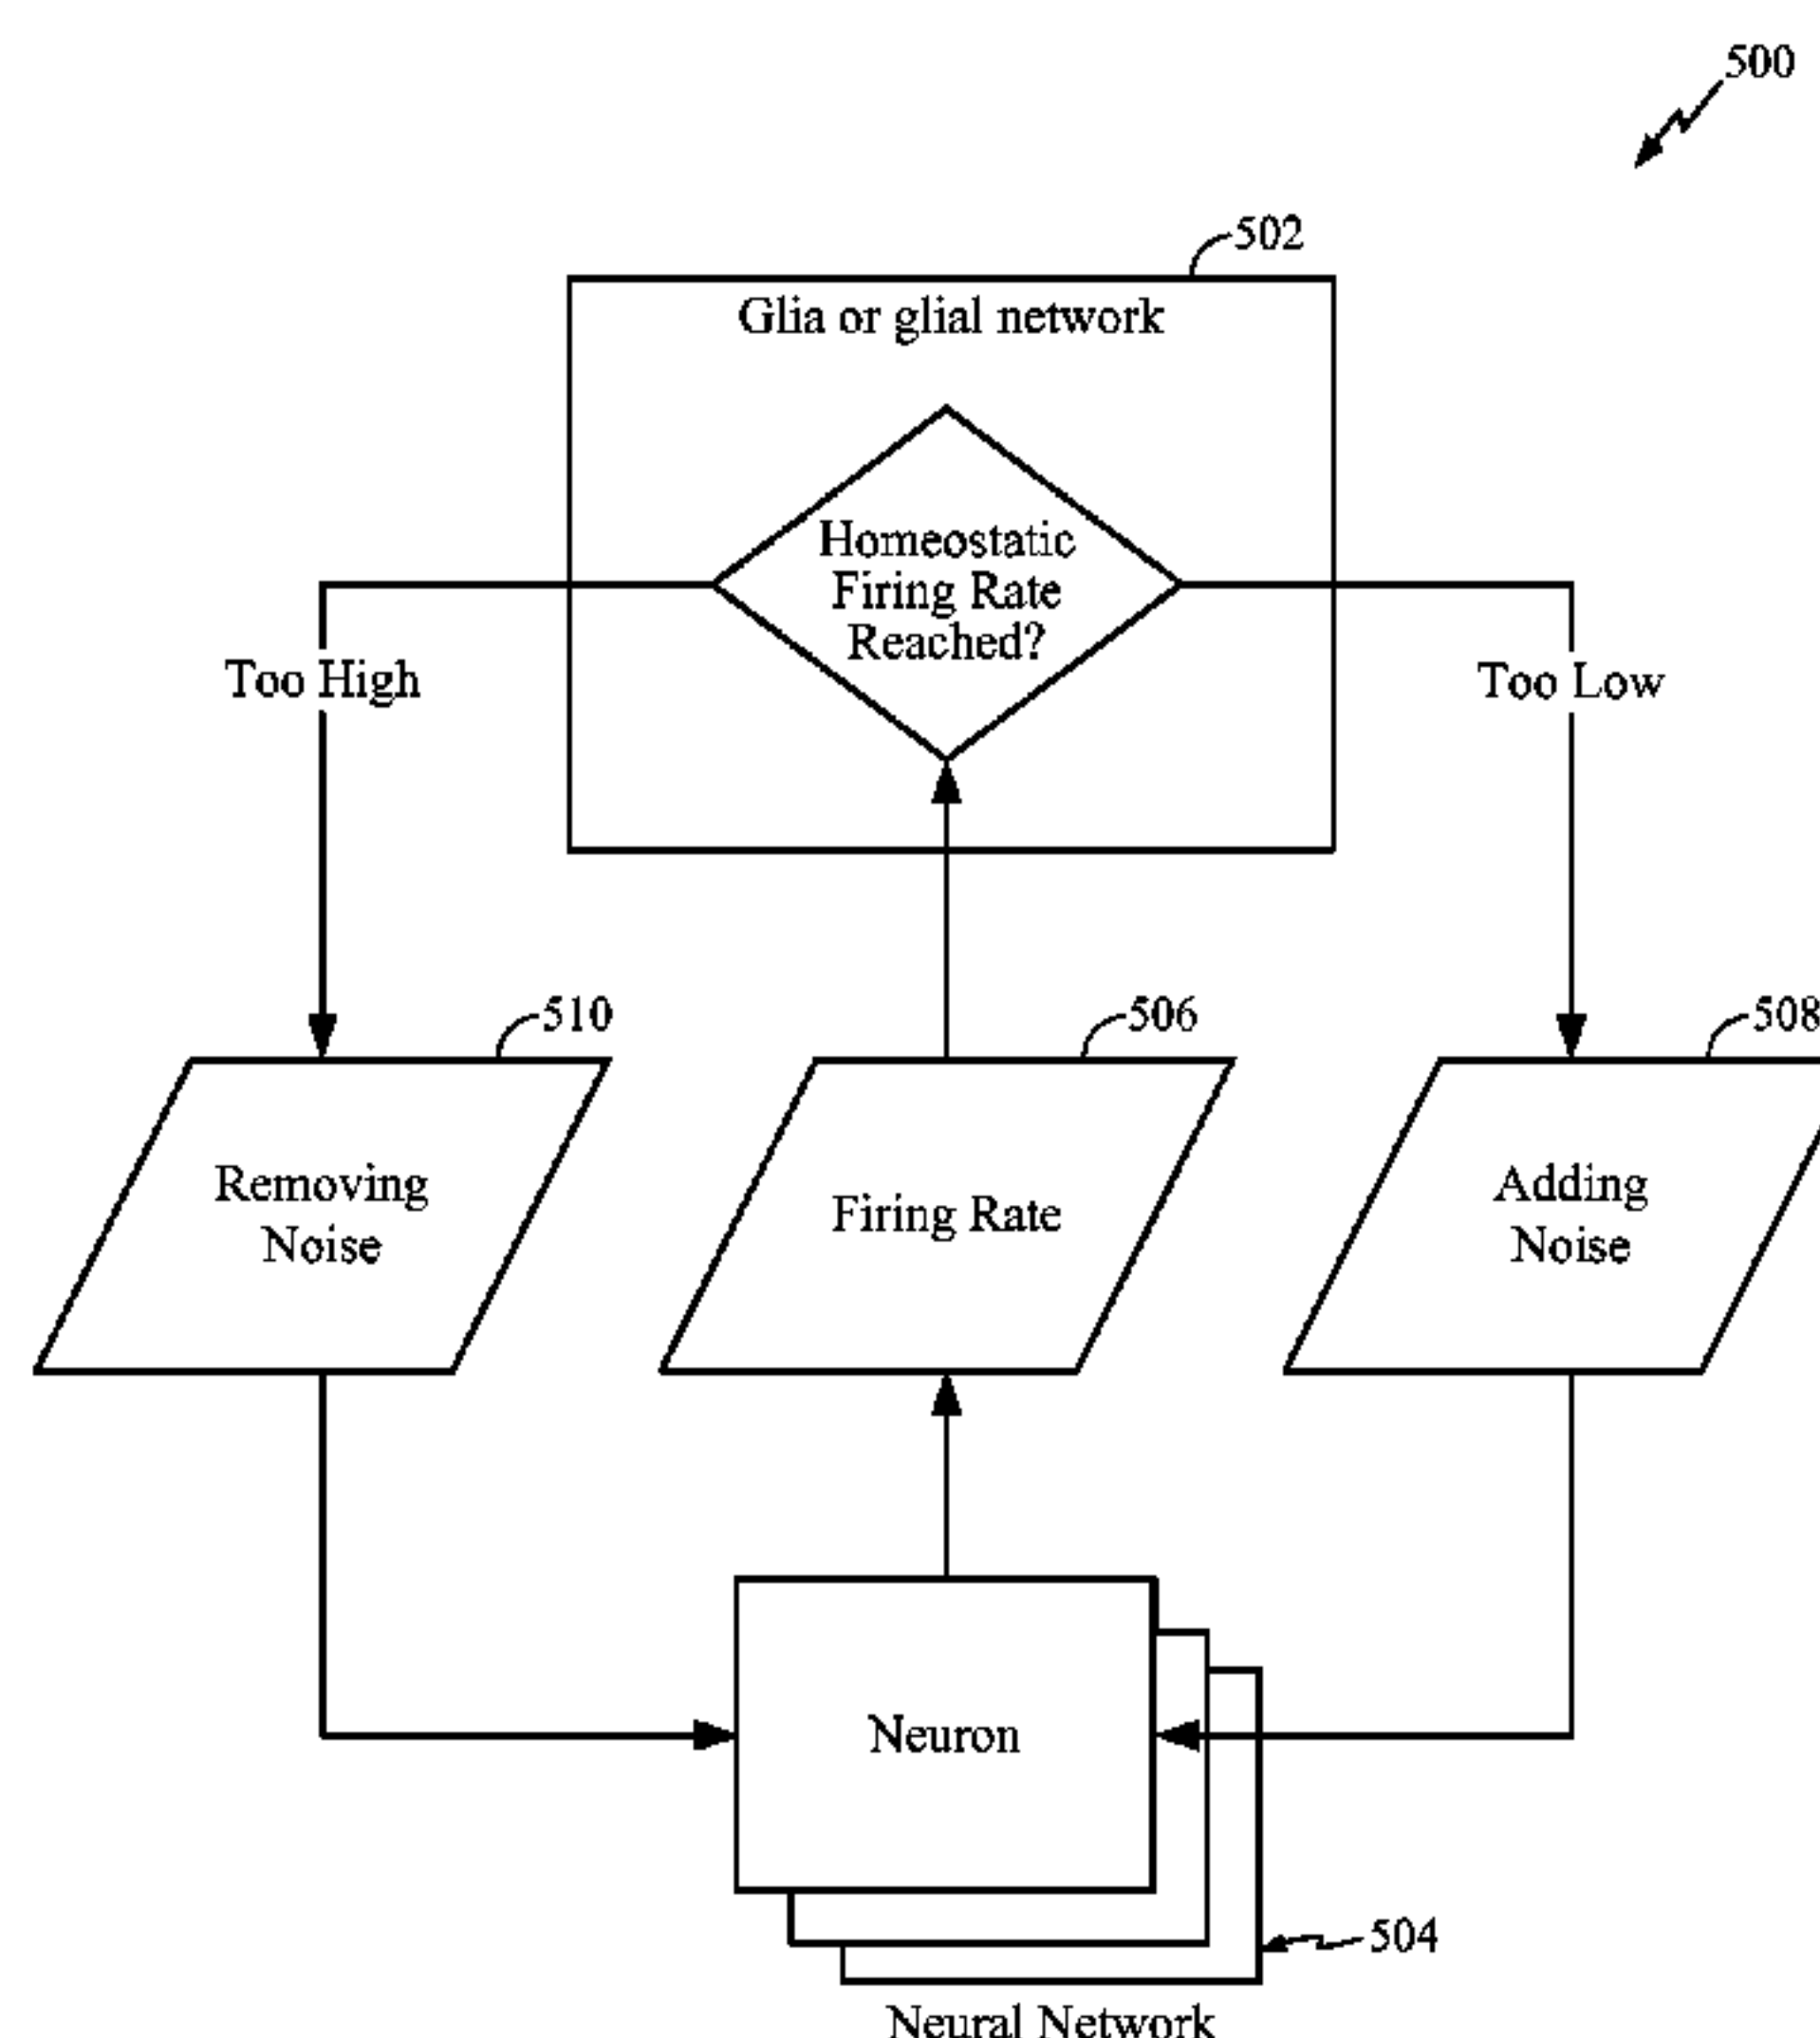 500
502
Glia or glial network
Homeostatic
Firing Rate
Reached?
Too High
Too Low
510
506
508
Removing
Noise
Firing Rate
Adding
Noise
Neuron
504
Neural Network